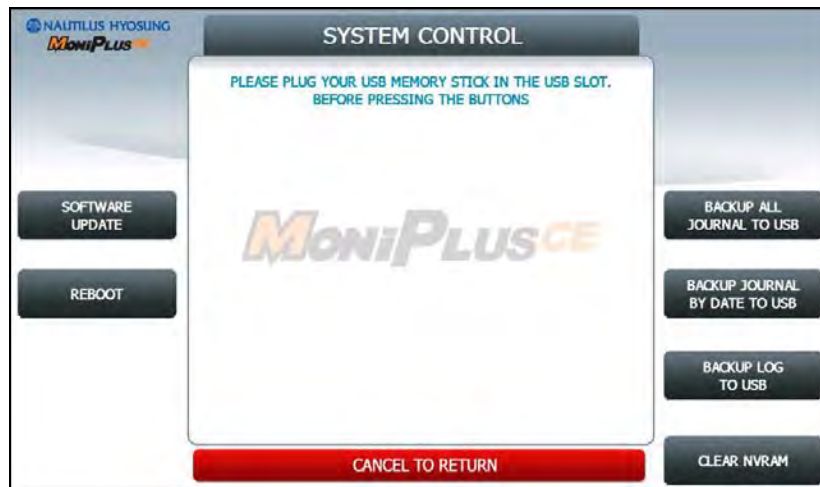 NAUTILUS HYOSUNG
MONIPLUS CE
SYSTEM CONTROL
PLEASE PLUG YOUR USB MEMORY STICK IN THE USB SLOT.
BEFORE PRESSING THE BUTTONS
MONIPLUS CE
SOFTWARE
UPDATE
REBOOT
BACKUP ALL
JOURNAL TO USB
BACKUP JOURNAL
BY DATE TO USB
BACKUP LOG
TO USB
CLEAR NVRAM
CANCEL TO RETURN